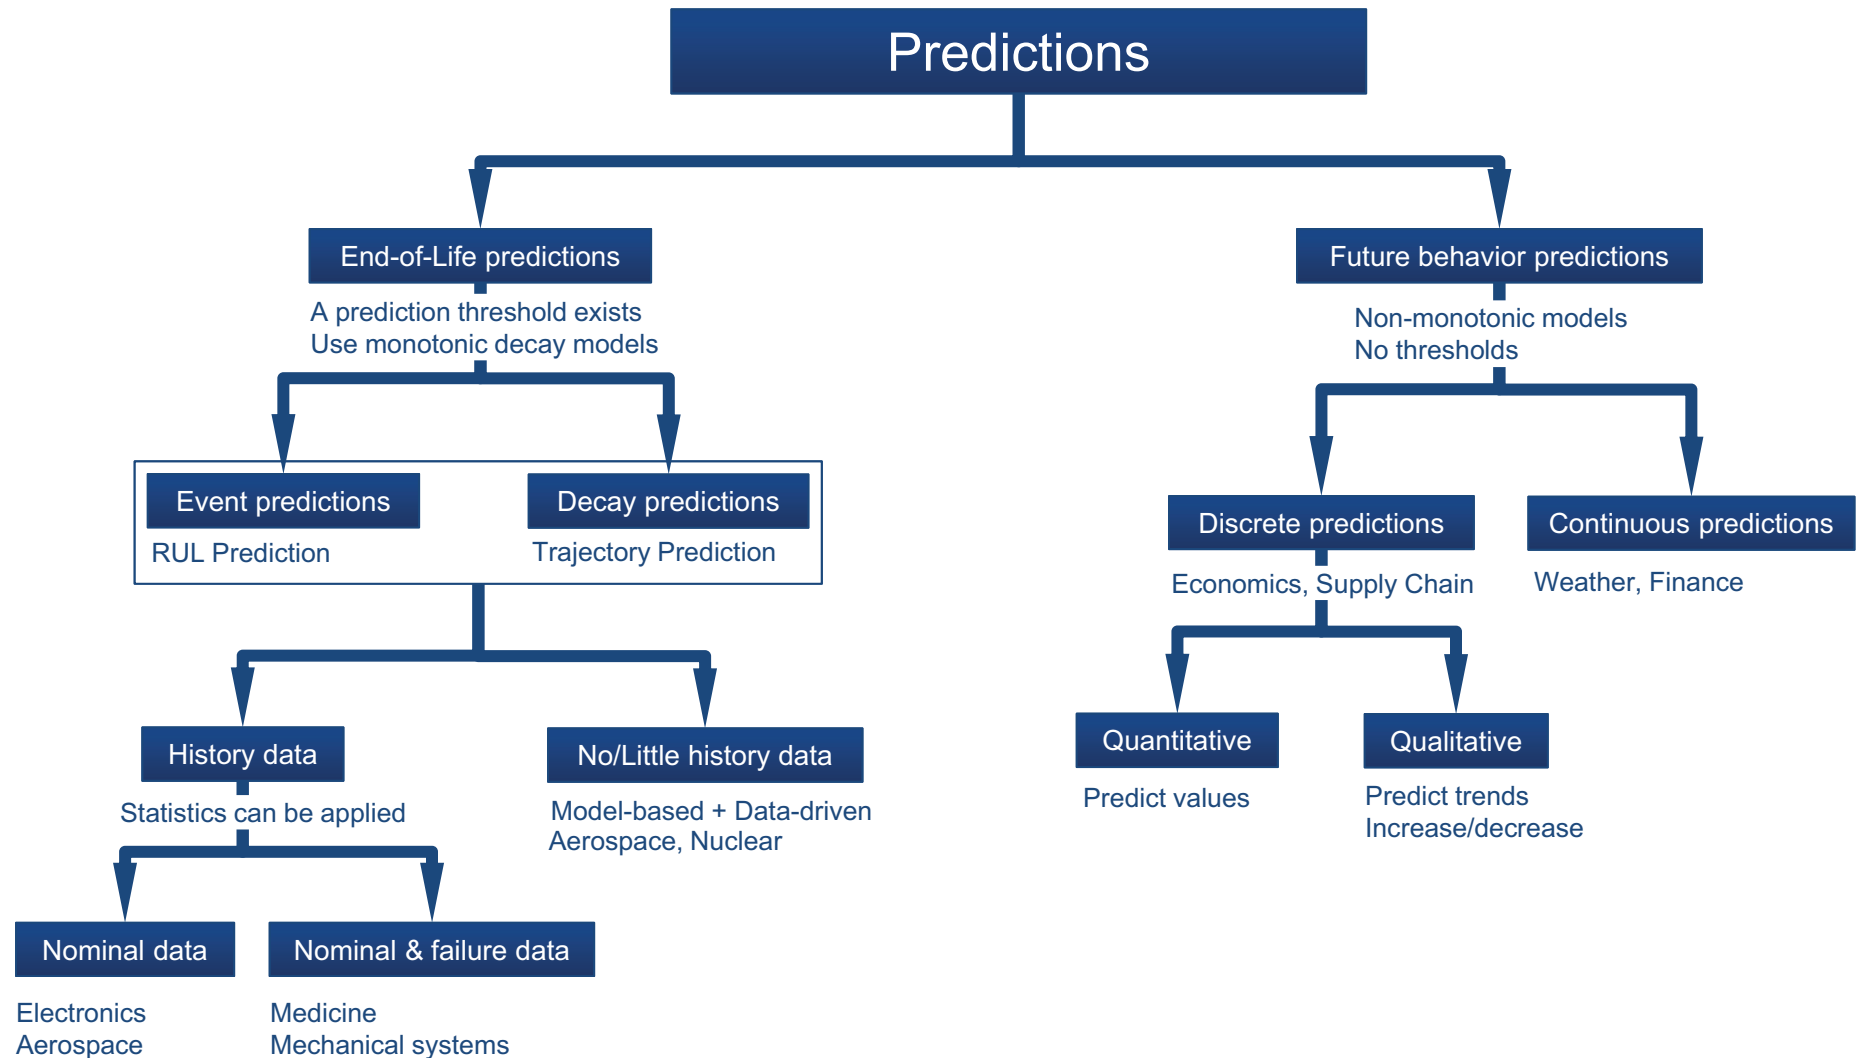 Predictions
End-of-Life predictions
Future behavior predictions
A prediction threshold exists
Use monotonic decay models
Non-monotonic models
No thresholds
Event predictions
Decay predictions
RUL Prediction
Trajectory Prediction
Discrete predictions
Continuous predictions
Economics, Supply Chain
Weather, Finance
History data
No/Little history data
Quantitative
Qualitative
Statistics can be applied
Model-based + Data-driven
Aerospace, Nuclear
Predict values
Predict trends
Increase/decrease
Nominal data
Nominal & failure data
Electronics
Aerospace
Medicine
Mechanical systems